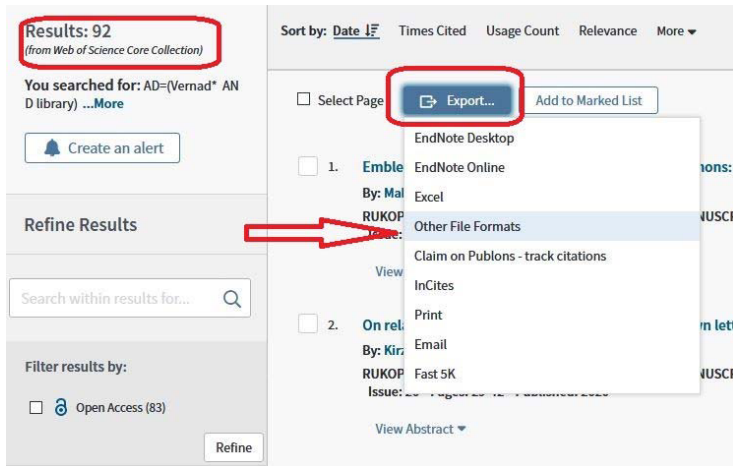 Results: 92
(from Web of Science Core Collection)
You searched for: AD=(Vernad* AN
D library) ...More
Create an alert
Refine Results
Search within results for...
Filter results by:
Open Access (83)
Refine
Sort by: Date Times Cited Usage Count Relevance More
Select Page Export... Add to Marked List
EndNote Desktop
EndNote Online
Excel
Other File Formats
Claim on Publons - track citations
InCites
Print
Email
Fast 5K
1.
By:
View
2. On
By:
Issue:
View Abstract